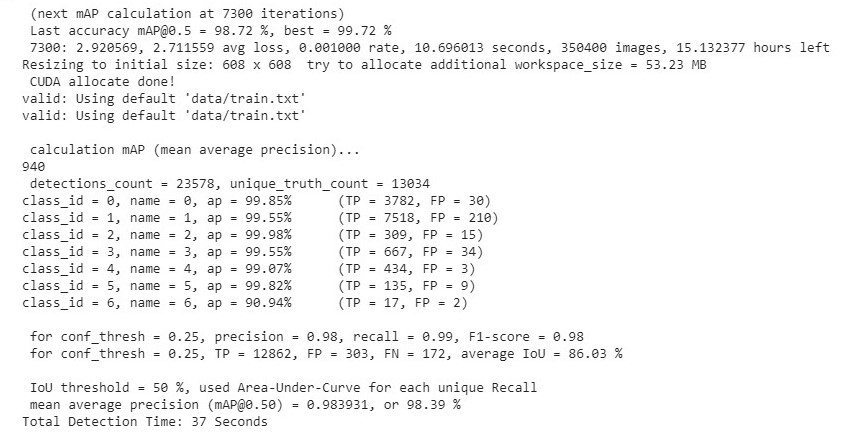 (next mAP calculation at 7300 iterations)
Last accuracy mAP@0.5 = 98.72 %, best = 99.72 %
7300: 2.920569, 2.711559 avg loss, 0.001000 rate, 10.696013 seconds, 350400 images, 15.132377 hours left
Resizing to initial size: 608 x 608  try to allocate additional workspace_size = 53.23 MB
CUDA allocate done!
valid: Using default 'data/train.txt'
valid: Using default 'data/train.txt'
calculation mAP (mean average precision)...
940
detections_count = 23578, unique_truth_count = 13034
class_id = 0, name = 0, ap = 99.85%      (TP = 3782, FP = 30)
class_id = 1, name = 1, ap = 99.55%      (TP = 7518, FP = 210)
class_id = 2, name = 2, ap = 99.98%      (TP = 309, FP = 15)
class_id = 3, name = 3, ap = 99.55%      (TP = 667, FP = 34)
class_id = 4, name = 4, ap = 99.07%      (TP = 434, FP = 3)
class_id = 5, name = 5, ap = 99.82%      (TP = 135, FP = 9)
class_id = 6, name = 6, ap = 90.94%      (TP = 17, FP = 2)
for conf_thresh = 0.25, precision = 0.98, recall = 0.99, F1-score = 0.98
for conf_thresh = 0.25, TP = 12862, FP = 303, FN = 172, average IoU = 86.03 %
IoU threshold = 50 %, used Area-Under-Curve for each unique Recall
mean average precision (mAP@0.50) = 0.983931, or 98.39 %
Total Detection Time: 37 Seconds